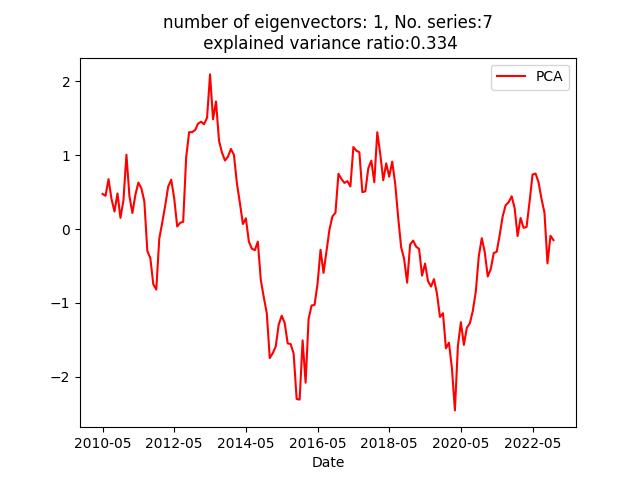 number of eigenvectors: 1, No. series:7
explained variance ratio:0.334
PCA
2
1
0
−1
−2
2010-05 2012-05 2014-05 2016-05 2018-05 2020-05 2022-05
Date